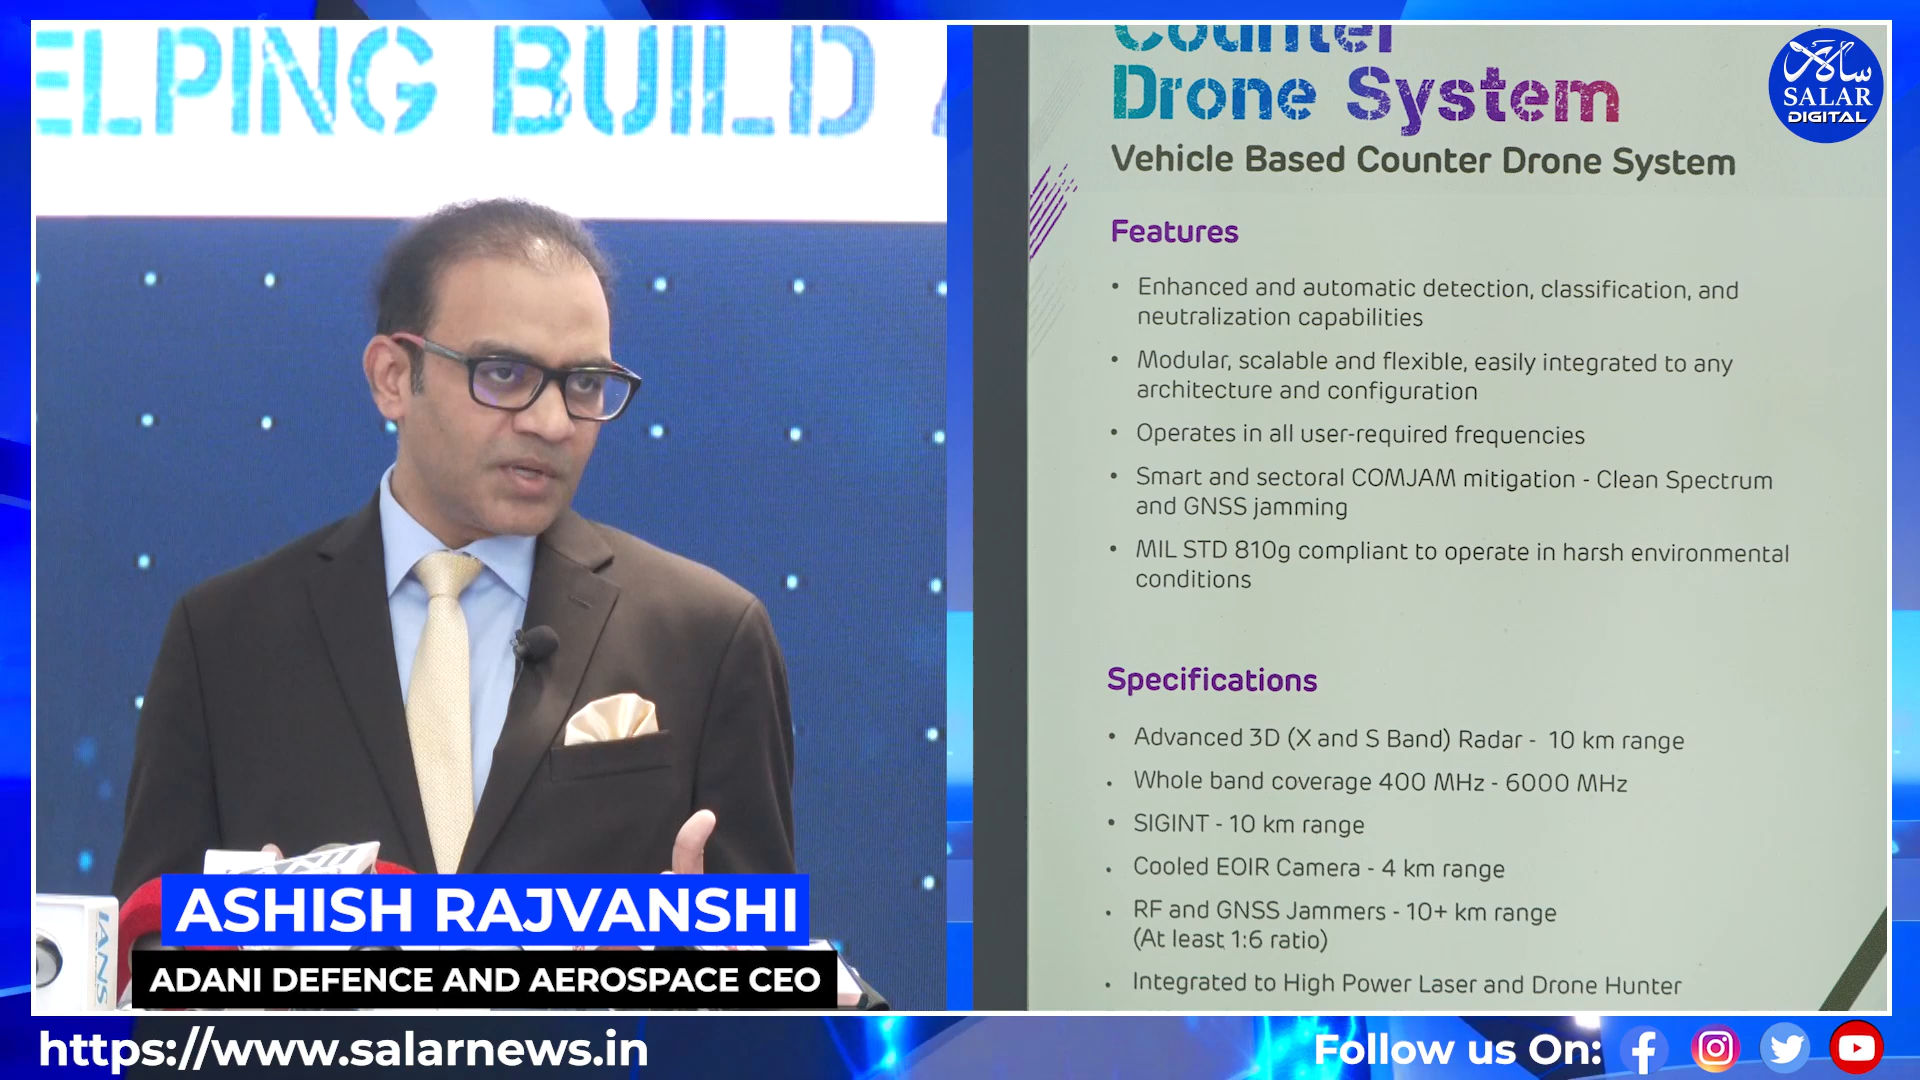 ELPING BUILD
Counter
Drone System
Vehicle Based Counter Drone System
Features
• Enhanced and automatic detection, classification, and
neutralization capabilities
• Modular, scalable and flexible, easily integrated to any
architecture and configuration
• Operates in all user-required frequencies
• Smart and sectoral COMJAM mitigation - Clean Spectrum
and GNSS jamming
• MIL STD 810g compliant to operate in harsh environmental
conditions
Specifications
• Advanced 3D (X and S Band) Radar - 10 km range
• Whole band coverage 400 MHz - 6000 MHz
• SIGINT - 10 km range
• Cooled EOIR Camera - 4 km range
• RF and GNSS Jammers - 10+ km range
(At least 1:6 ratio)
• Integrated to High Power Laser and Drone Hunter
سالار
SALAR
DIGITAL
IANS
ASHISH RAJVANSHI
ADANI DEFENCE AND AEROSPACE CEO
https://www.salarnews.in
Follow us On: